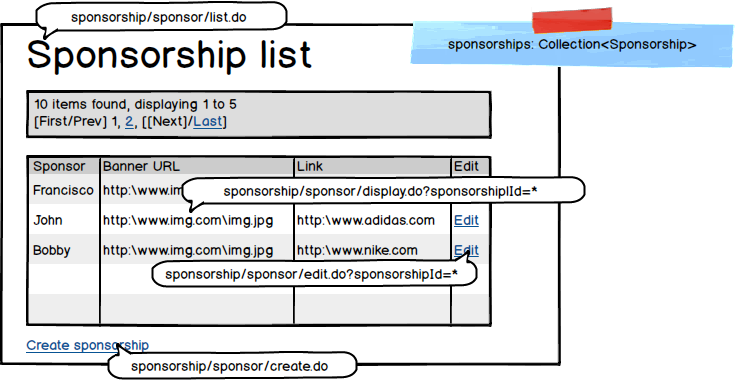 sponsorship/sponsor/list.do
sponsorships: Collection<Sponsorship>
Sponsorship list
10 items found, displaying 1 to 5
[First/Prev] 1, 2, [[Next]/Last]
Sponsor Banner URL Link Edit
Francisco http:\www.im
sponsorship/sponsor/display.do?sponsorshipId=*
John http:\www.img.com\img.jpg http:\www.adidas.com Edit
Bobby http:\www.img.com\img.jpg http:\www.nike.com Edit
sponsorship/sponsor/edit.do?sponsorshipId=*
Create sponsorship
sponsorship/sponsor/create.do